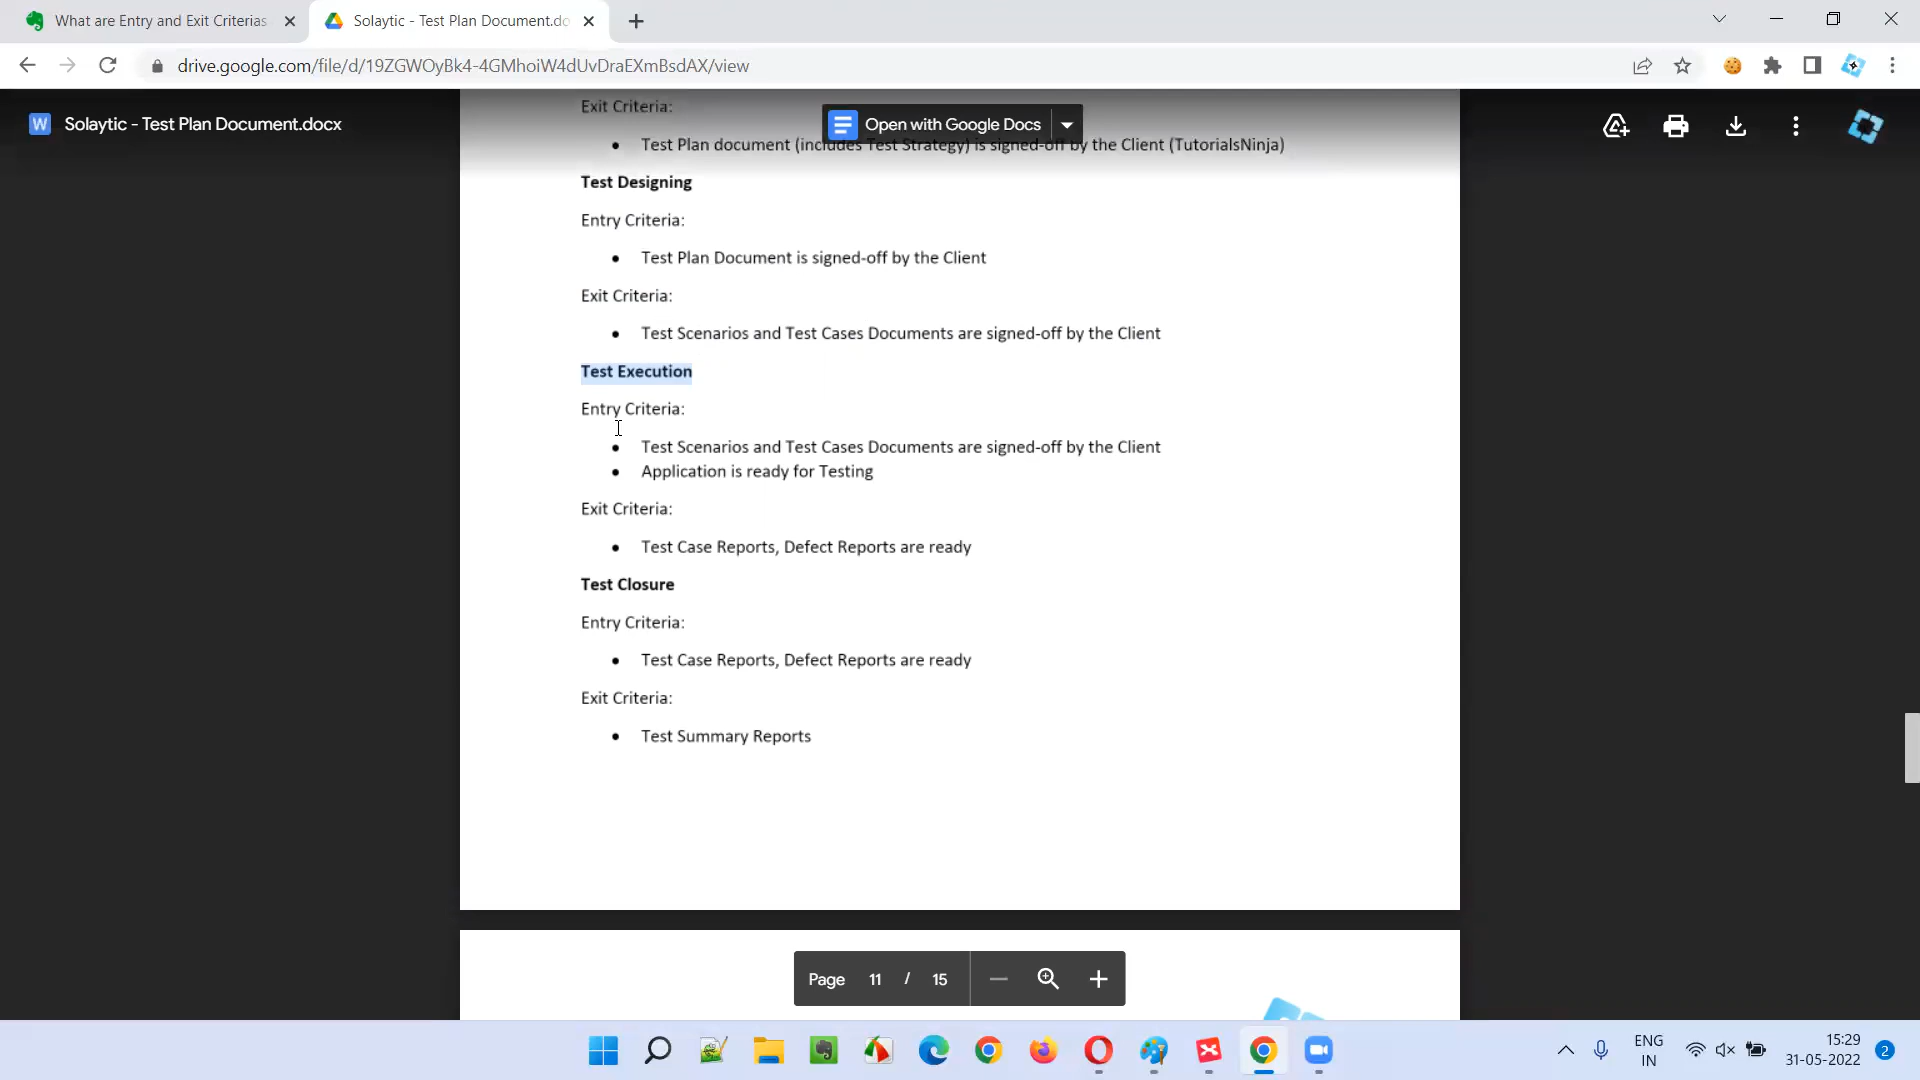 What are Entry and Exit Criterias
Solaytic - Test Plan Document.do
drive.google.com/file/d/19ZGWOyBk4-4GMhoiW4dUvDraEXmBsdAX/view
W
Solaytic - Test Plan Document.docx
Open with Google Docs
Exit Criteria:
• Test Plan document (includes Test Strategy) is signed-off by the Client (TutorialsNinja)
Test Designing
Entry Criteria:
• Test Plan Document is signed-off by the Client
Exit Criteria:
• Test Scenarios and Test Cases Documents are signed-off by the Client
Test Execution
Entry Criteria:
• Test Scenarios and Test Cases Documents are signed-off by the Client
• Application is ready for Testing
Exit Criteria:
• Test Case Reports, Defect Reports are ready
Test Closure
Entry Criteria:
• Test Case Reports, Defect Reports are ready
Exit Criteria:
• Test Summary Reports
Page 11 / 15
ENG
IN
15:29
31-05-2022
2